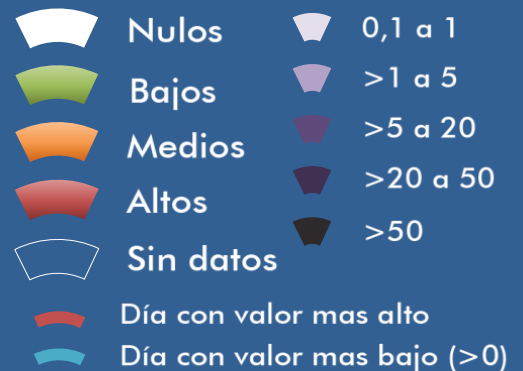 Nulos
Bajos
Medios
Altos
Sin datos
0,1 a 1
>1 a 5
>5 a 20
>20 a 50
>50
Día con valor mas alto
Día con valor mas bajo (>0)